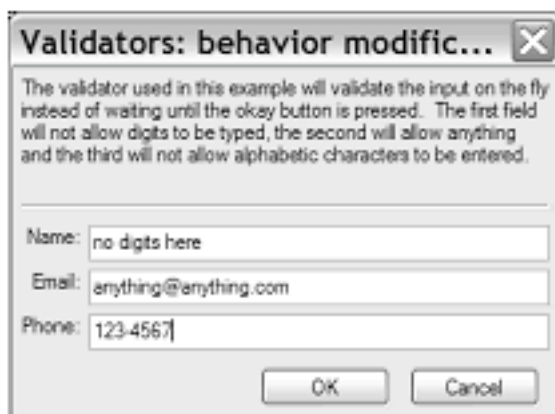 Validators: behavior modific...
The validator used in this example will validate the input on the fly
instead of waiting until the okay button is pressed. The first field
will not allow digits to be typed, the second will allow anything
and the third will not allow alphabetic characters to be entered.
Name: no digits here
Email: anything@anything.com
Phone: 123-4567
OK Cancel